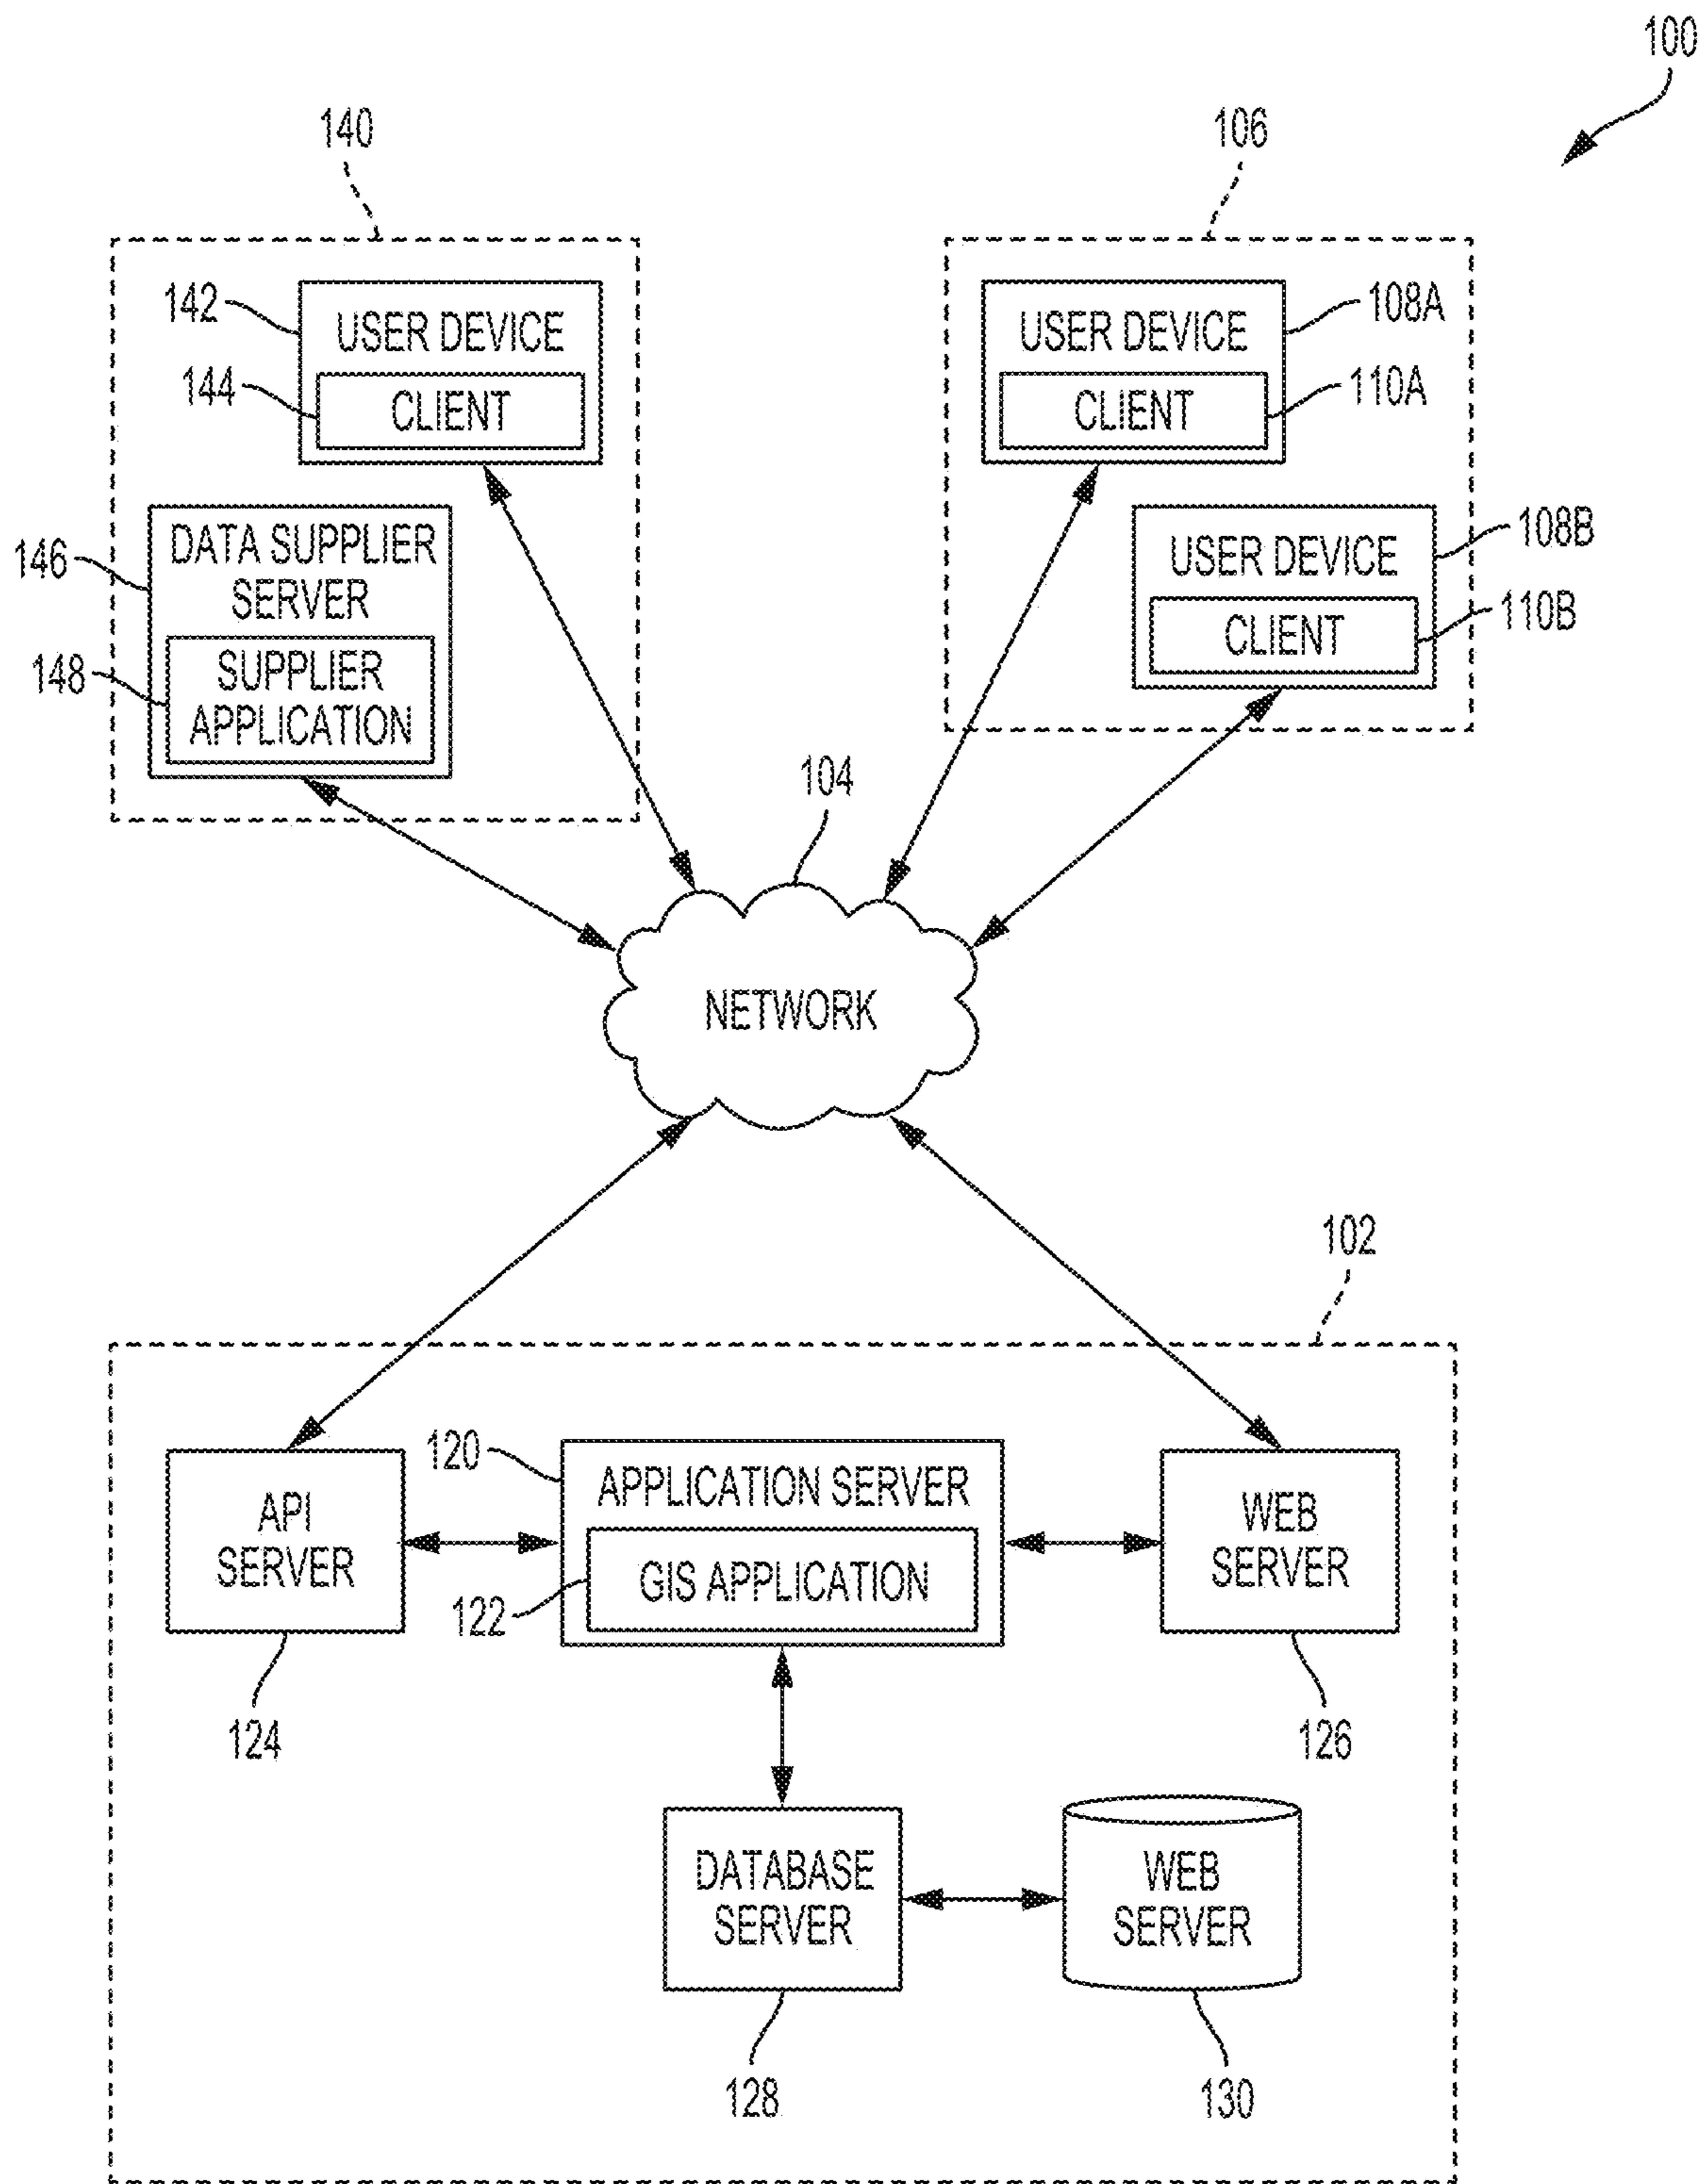 100
140
106
142
USER DEVICE
144
CLIENT
108A
USER DEVICE
110A
CLIENT
146
DATA SUPPLIER
SERVER
148
SUPPLIER
APPLICATION
108B
USER DEVICE
110B
CLIENT
104
NETWORK
102
API
SERVER
124
120
APPLICATION SERVER
122
GIS APPLICATION
WEB
SERVER
126
DATABASE
SERVER
128
WEB
SERVER
130